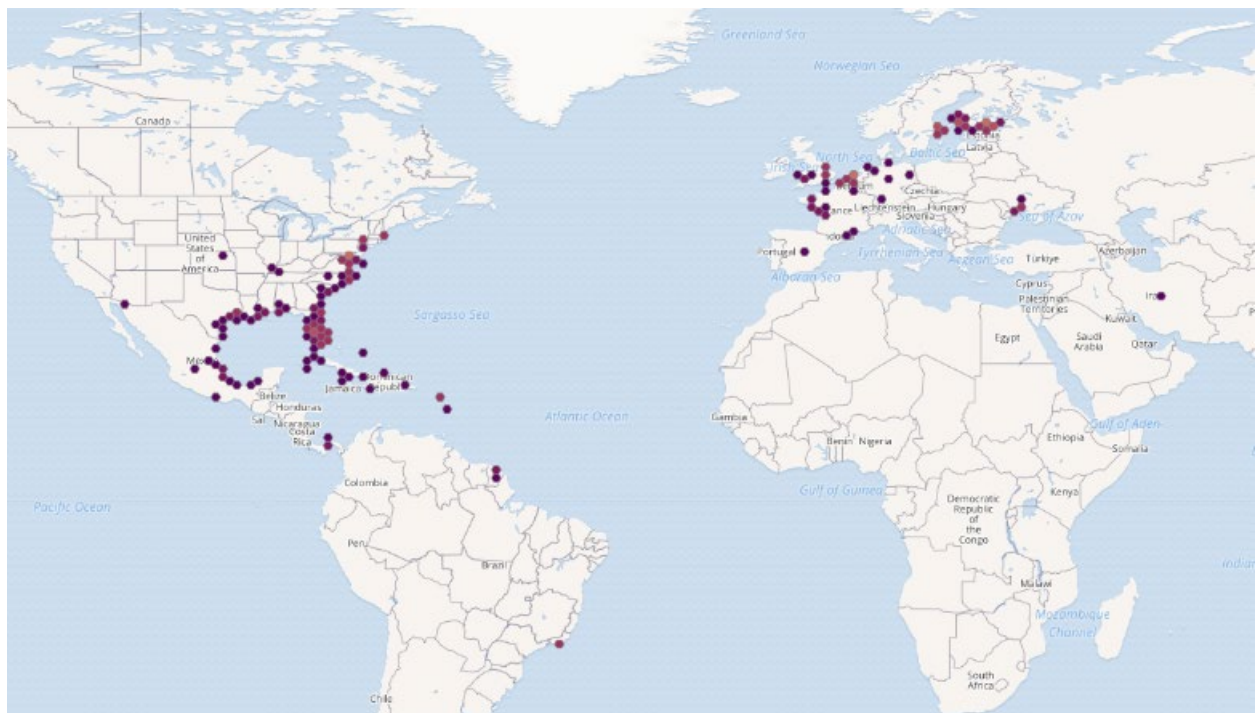 Greenland Sea
Norwegian Sea
Canada
North Sea
Baltic Sea
Latvia
Czechia
Liechtenstein
Hungary
Slovenia
Adriatic Sea
Sea of Azov
United
States
of
America
Portugal
Tyrrhenian Sea
Aegean Sea
Türkiye
Azerbaijan
Alboran Sea
Cyprus
Palestinian
Territories
Kuwait
Sargasso Sea
Egypt
Saudi
Arabia
Qatar
Jamaica
Belize
Honduras
Nicaragua
Costa
Rica
Atlantic Ocean
Gambia
Benin
Nigeria
Gulf of Aden
Ethiopia
Somalia
Colombia
Gulf of Guinea
Kenya
Pacific Ocean
Democratic
Republic
of
the
Congo
Peru
Brazil
Malawi
Mozambique
Channel
South
Africa
Chile